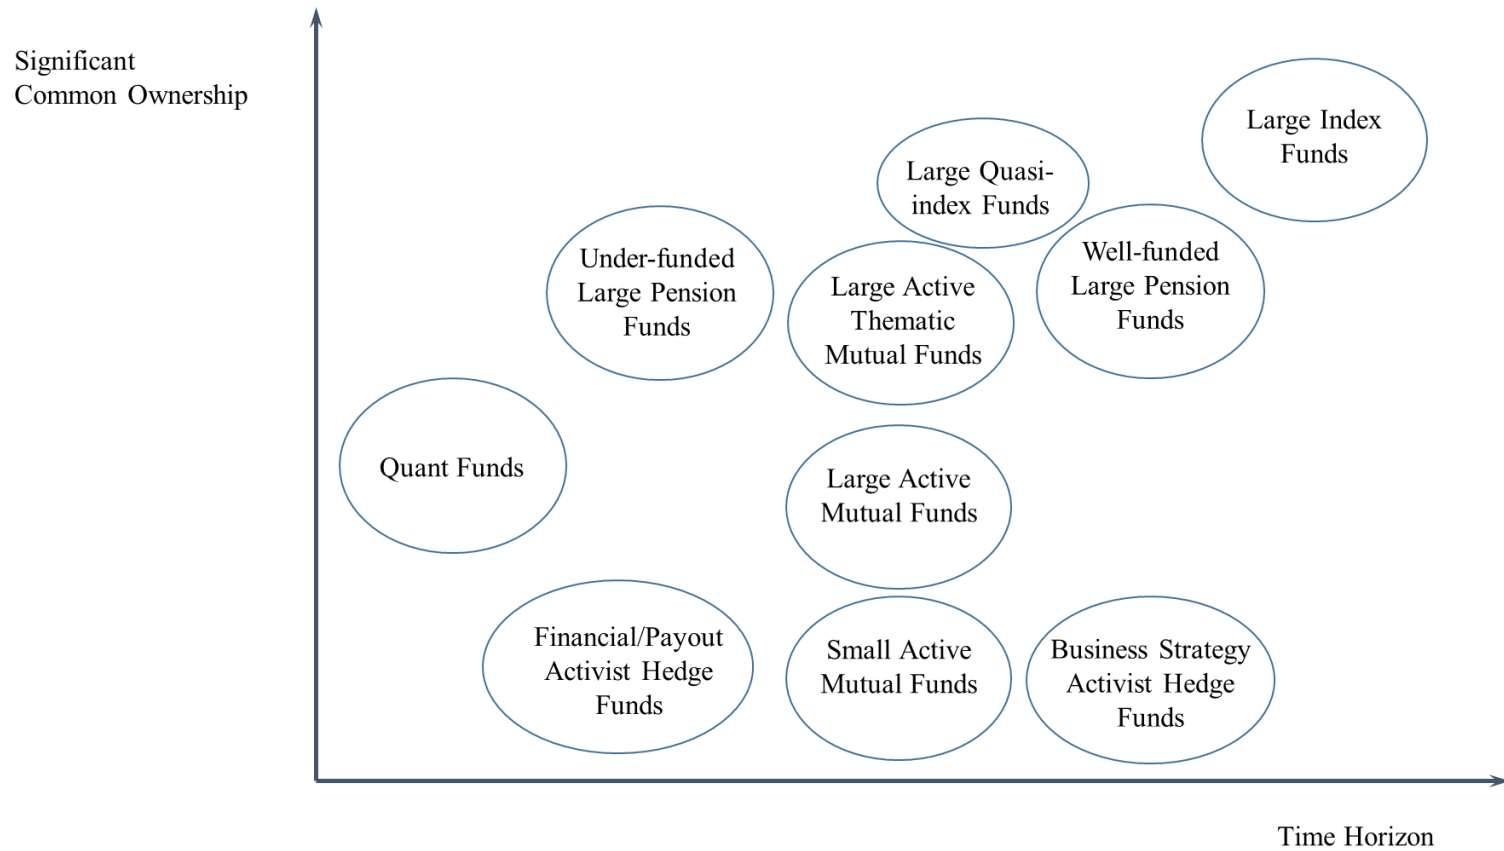 Significant
Common Ownership
Large Index
Funds
Large Quasi-
index Funds
Under-funded
Large Pension
Funds
Large Active
Thematic
Mutual Funds
Well-funded
Large Pension
Funds
Quant Funds
Large Active
Mutual Funds
Financial/Payout
Activist Hedge
Funds
Small Active
Mutual Funds
Business Strategy
Activist Hedge
Funds
Time Horizon